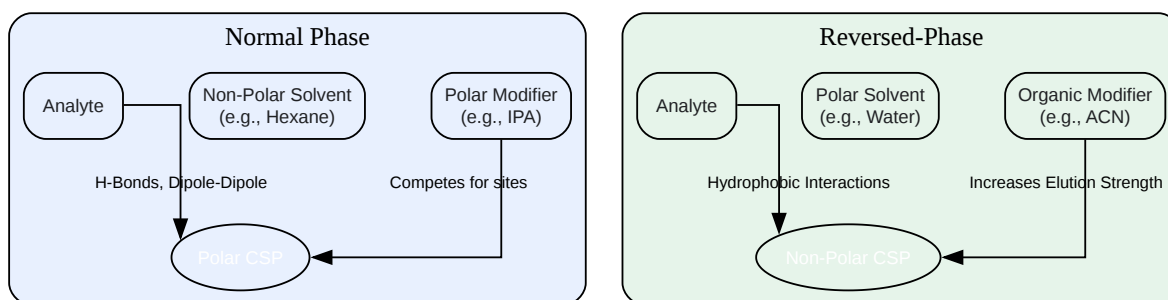 Normal Phase
Analyte
Non-Polar Solvent
(e.g., Hexane)
Polar Modifier
(e.g., IPA)
H-Bonds, Dipole-Dipole
Competes for sites
Polar CSP
Reversed-Phase
Analyte
Polar Solvent
(e.g., Water)
Organic Modifier
(e.g., ACN)
Hydrophobic Interactions
Increases Elution Strength
Non-Polar CSP